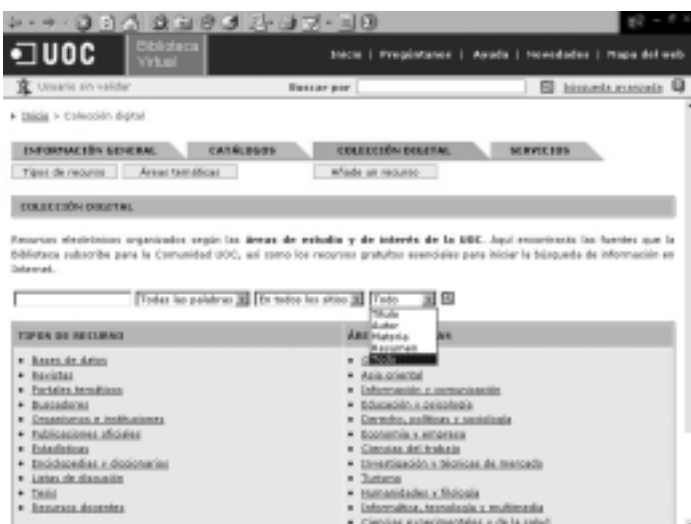 UOC Biblioteca Virtual
Inicio | Pregúntanos | Ayuda | Novedades | Mapa del web
Usuario sin validar Buscar por búsqueda avanzada
Inicio > Colección digital
INFORMACIÓN GENERAL CATÁLOGOS COLECCIÓN DIGITAL SERVICIOS
Tipos de recurso Áreas temáticas Añade un recurso
COLECCIÓN DIGITAL
Recursos electrónicos organizados según las áreas de estudio y de interés de la UOC. Aquí encontrarás las fuentes que la
Biblioteca subscribe para la Comunidad UOC, así como los recursos gratuitos esenciales para iniciar la búsqueda de información en
Internet.
Todas las palabras En todos los sitios Todo
Título
Autor
Materia
Resumen
Todo
TIPOS DE RECURSO
Bases de datos
Revistas
Portales temáticos
Buscadores
Organismos e instituciones
Publicaciones oficiales
Estadísticas
Enciclopedias y diccionarios
Listas de discusión
Tesis
Recursos docentes
Asia oriental
Información y comunicación
Educación y psicología
Derecho, políticas y sociología
Economía y empresa
Ciencias del trabajo
Investigación y técnicas de mercado
Turismo
Humanidades y filología
Informática, tecnología y multimedia
Ciencias experimentales y de la salud